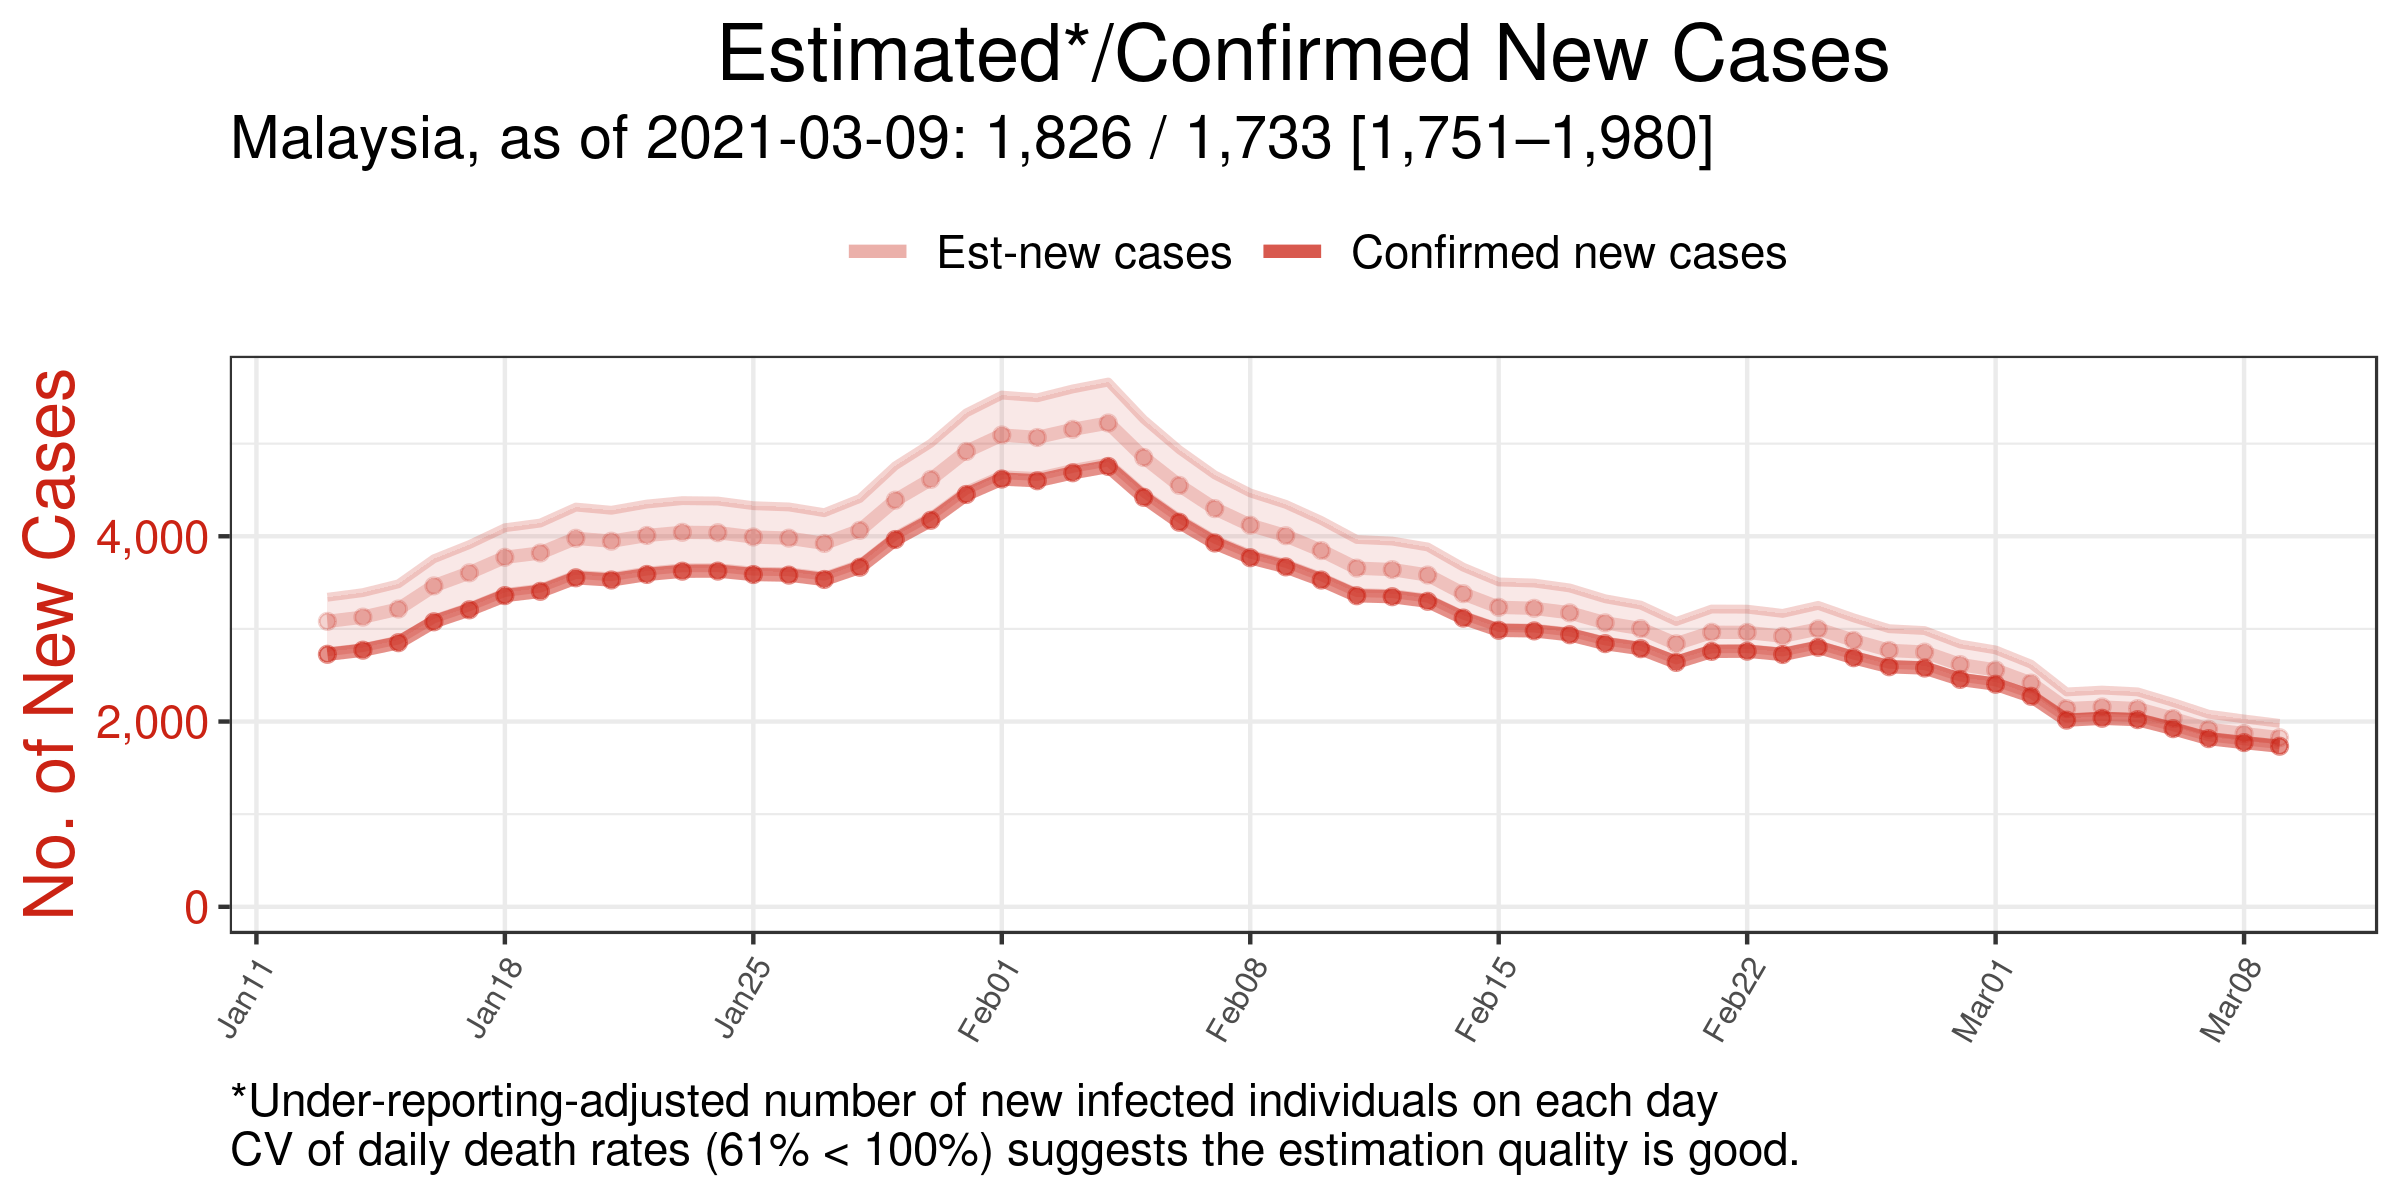 Estimated*/Confirmed New Cases
Malaysia, as of 2021-03-09: 1,826 / 1,733 [1,751–1,980]
Est-new cases Confirmed new cases
No. of New Cases
4,000
2,000
0
Jan11 Jan18 Jan25 Feb01 Feb08 Feb15 Feb22 Mar01 Mar08
*Under-reporting-adjusted number of new infected individuals on each day
CV of daily death rates (61% < 100%) suggests the estimation quality is good.